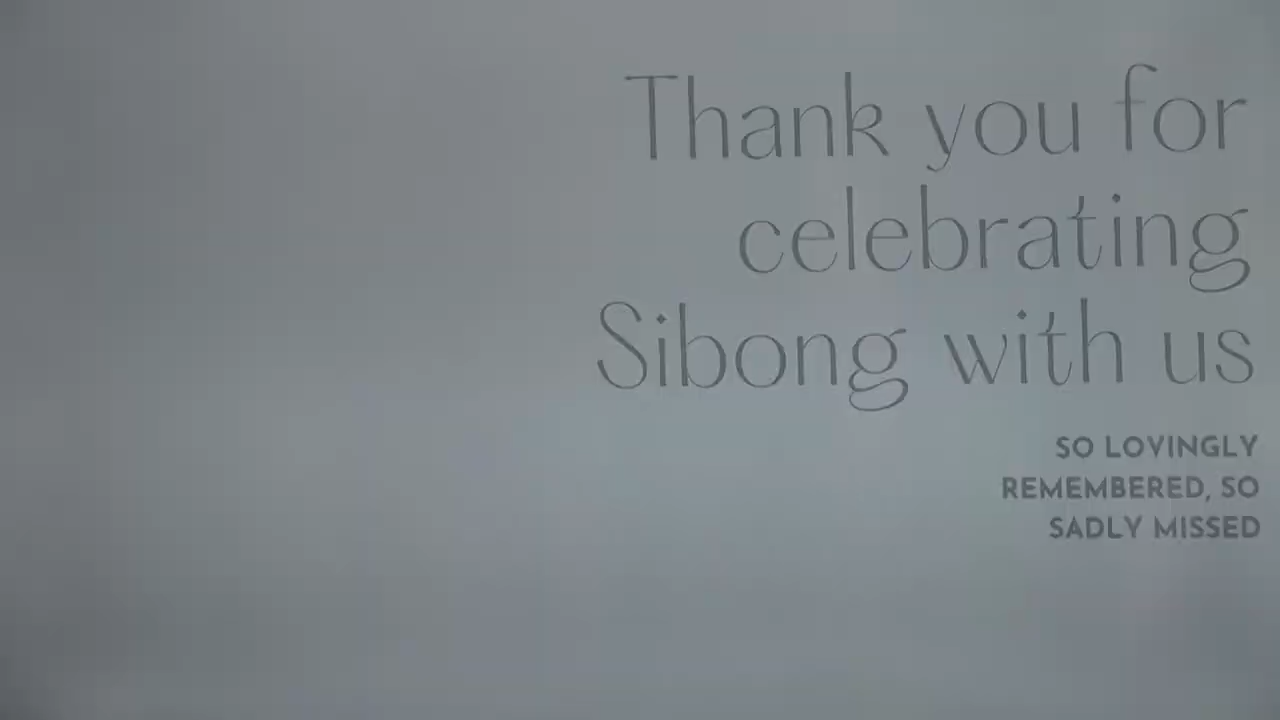 Thank you for
celebrating
Sibong with us
SO LOVINGLY
REMEMBERED, SO
SADLY MISSED